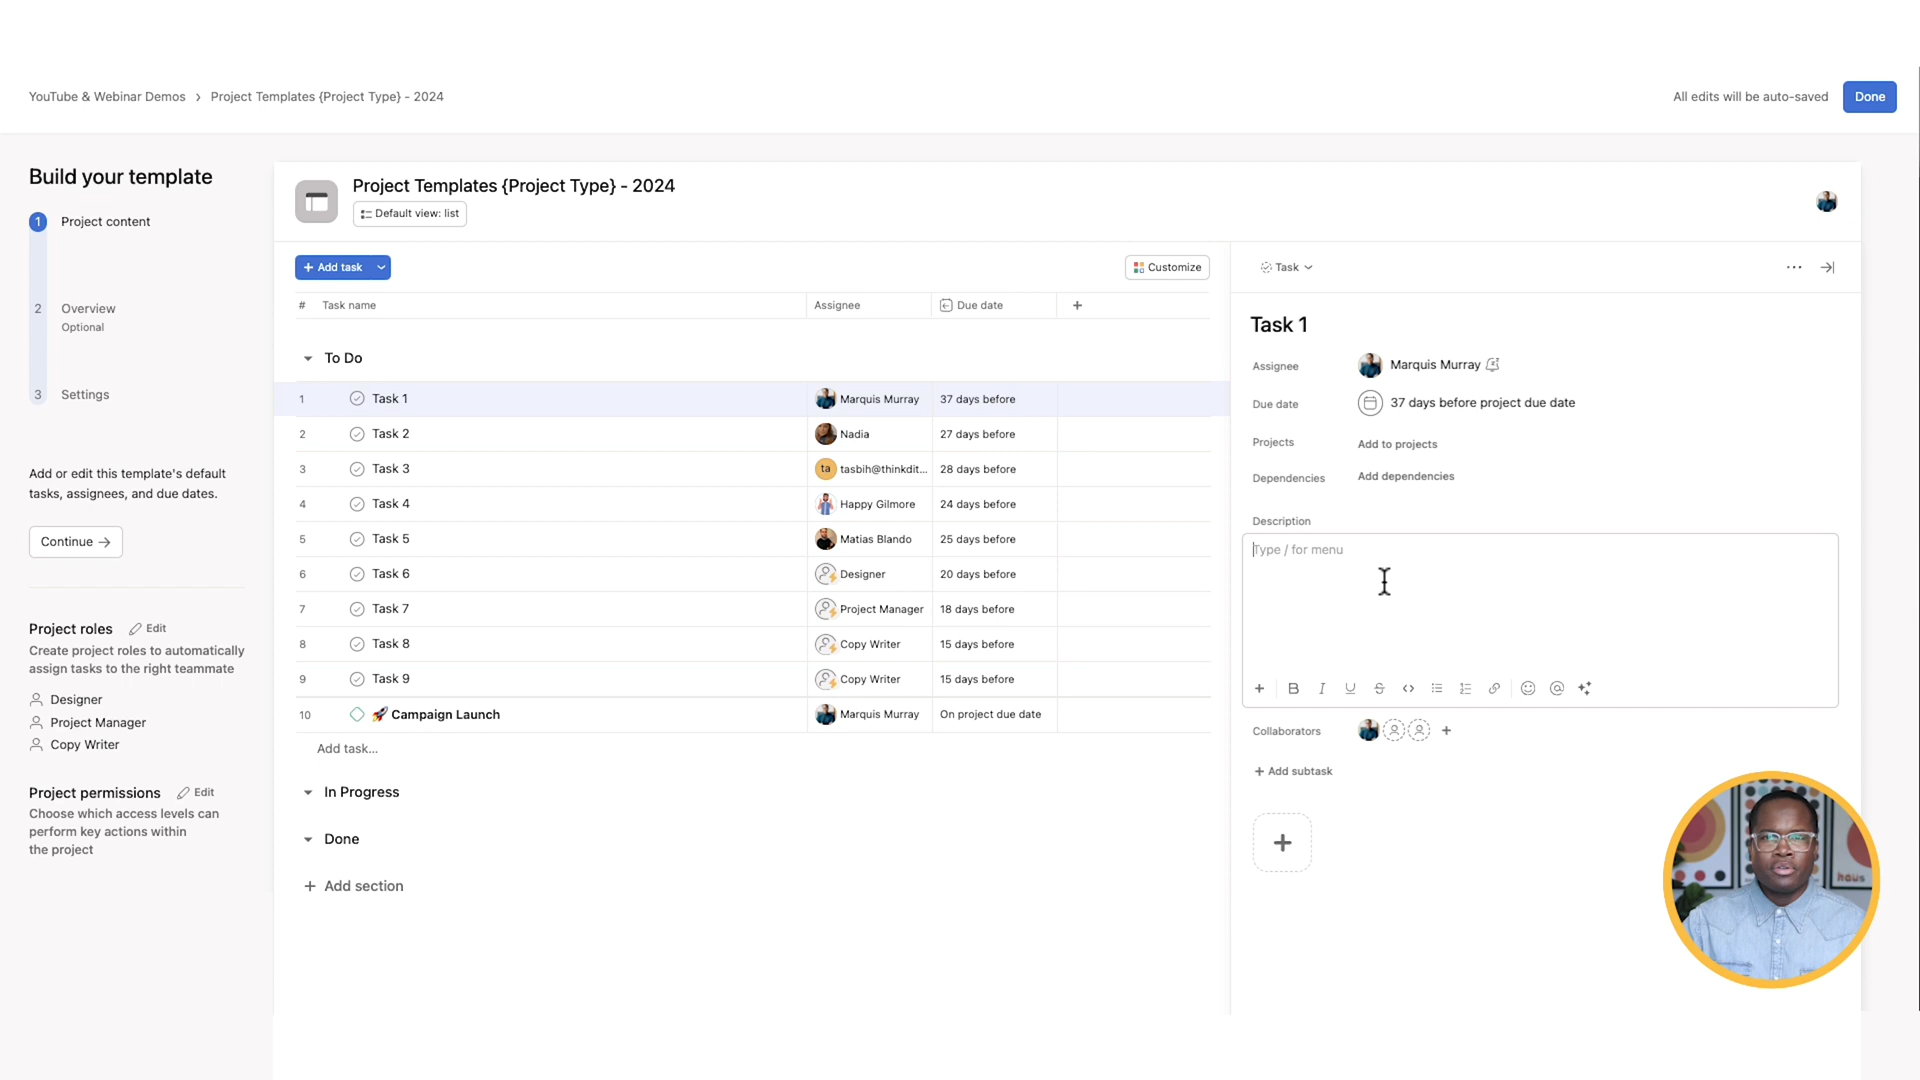 YouTube & Webinar Demos › Project Templates {Project Type} - 2024
All edits will be auto-saved
Done
Build your template
1 Project content
2 Overview
Optional
3 Settings
Add or edit this template's default
tasks, assignees, and due dates.
Continue →
Project roles Edit
Create project roles to automatically
assign tasks to the right teammate
Designer
Project Manager
Copy Writer
Project permissions Edit
Choose which access levels can
perform key actions within
the project
Project Templates {Project Type} - 2024
Default view: list
+ Add task
Customize
# Task name Assignee Due date +
To Do
1 Task 1 Marquis Murray 37 days before
2 Task 2 Nadia 27 days before
3 Task 3 ta tasbih@thinkdit... 28 days before
4 Task 4 Happy Gilmore 24 days before
5 Task 5 Matias Blando 25 days before
6 Task 6 Designer 20 days before
7 Task 7 Project Manager 18 days before
8 Task 8 Copy Writer 15 days before
9 Task 9 Copy Writer 15 days before
10 🚀 Campaign Launch Marquis Murray On project due date
Add task...
In Progress
Done
+ Add section
Task
Task 1
Assignee Marquis Murray
Due date 37 days before project due date
Projects Add to projects
Dependencies Add dependencies
Description
Type / for menu
+ B I U S
Collaborators +
+ Add subtask
+
haus